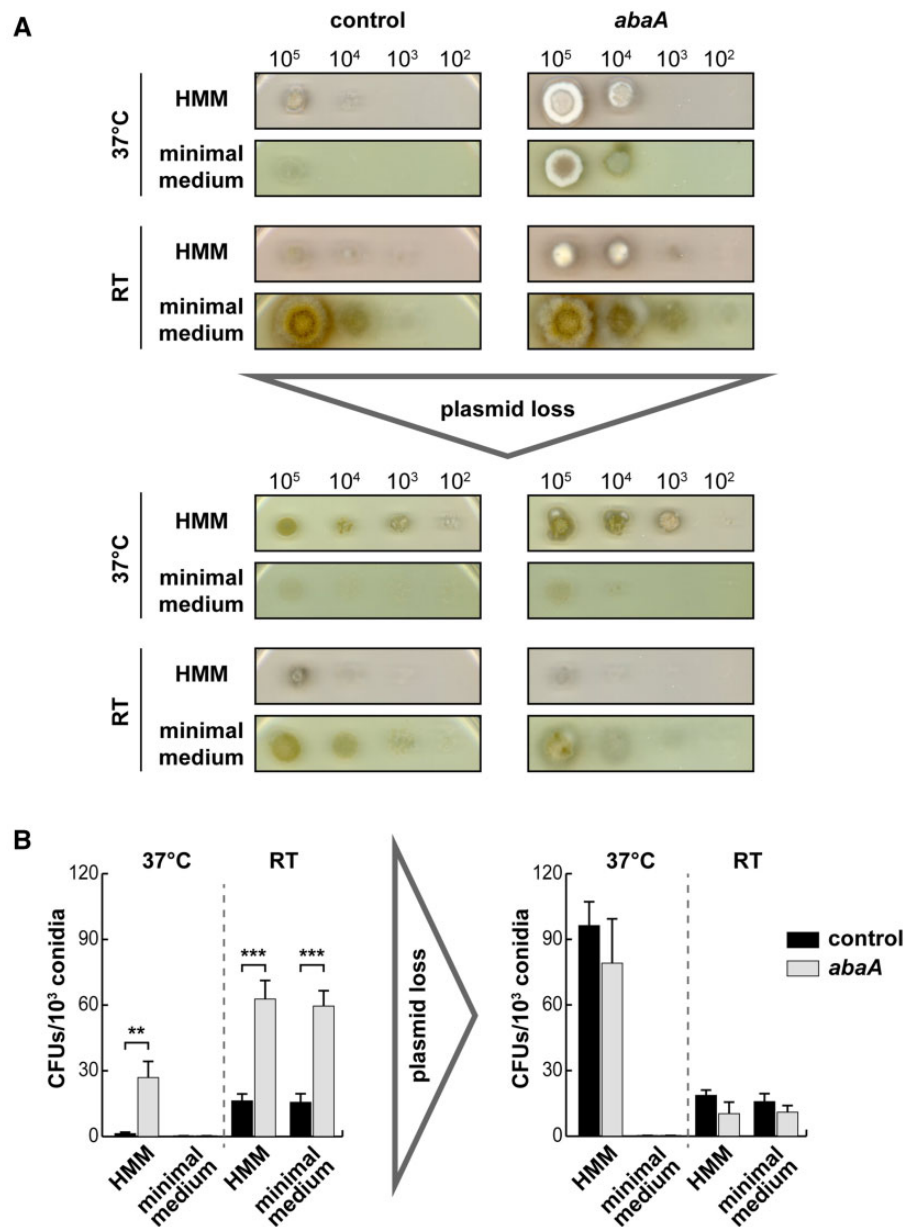 A
control abaA
10⁵ 10⁴ 10³ 10² 10⁵ 10⁴ 10³ 10²
37°C
HMM
minimal
medium
RT
HMM
minimal
medium
plasmid loss
10⁵ 10⁴ 10³ 10² 10⁵ 10⁴ 10³ 10²
37°C
HMM
minimal
medium
RT
HMM
minimal
medium
B
37°C RT
CFUs/10³ conidia
120
90
60
30
0
** *** ***
HMM
minimal
medium
HMM
minimal
medium
plasmid loss
37°C RT
CFUs/10³ conidia
120
90
60
30
0
HMM
minimal
medium
HMM
minimal
medium
control
abaA